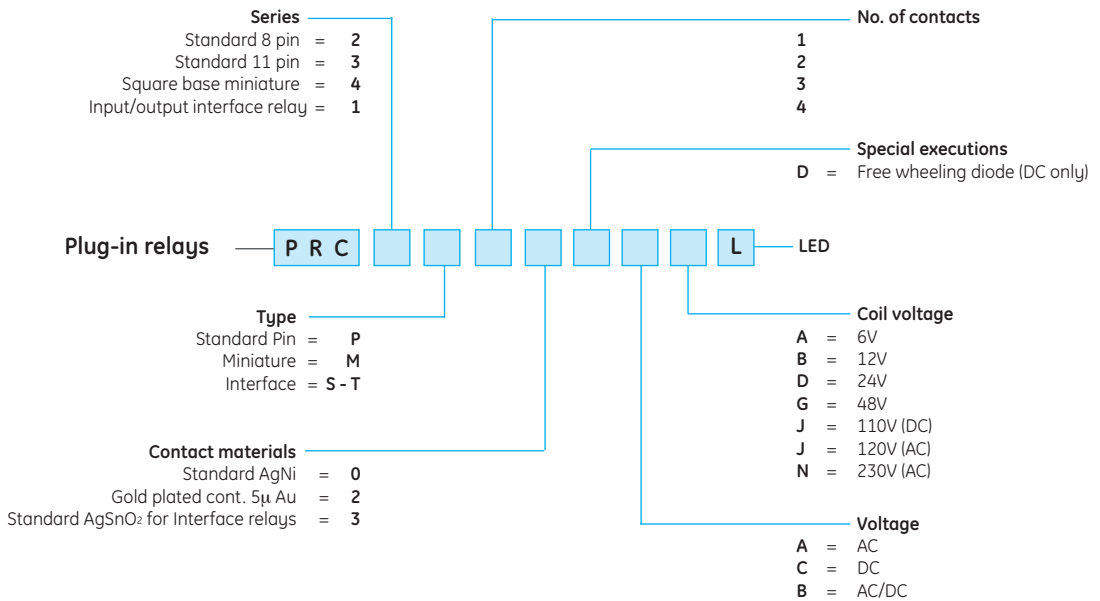 Series
Standard 8 pin = 2
Standard 11 pin = 3
Square base miniature = 4
Input/output interface relay = 1
No. of contacts
1
2
3
4
Special executions
D = Free wheeling diode (DC only)
Plug-in relays P R C L LED
Type
Standard Pin = P
Miniature = M
Interface = S - T
Coil voltage
A = 6V
B = 12V
D = 24V
G = 48V
J = 110V (DC)
J = 120V (AC)
N = 230V (AC)
Contact materials
Standard AgNi = 0
Gold plated cont. 5µ Au = 2
Standard AgSnO2 for Interface relays = 3
Voltage
A = AC
C = DC
B = AC/DC